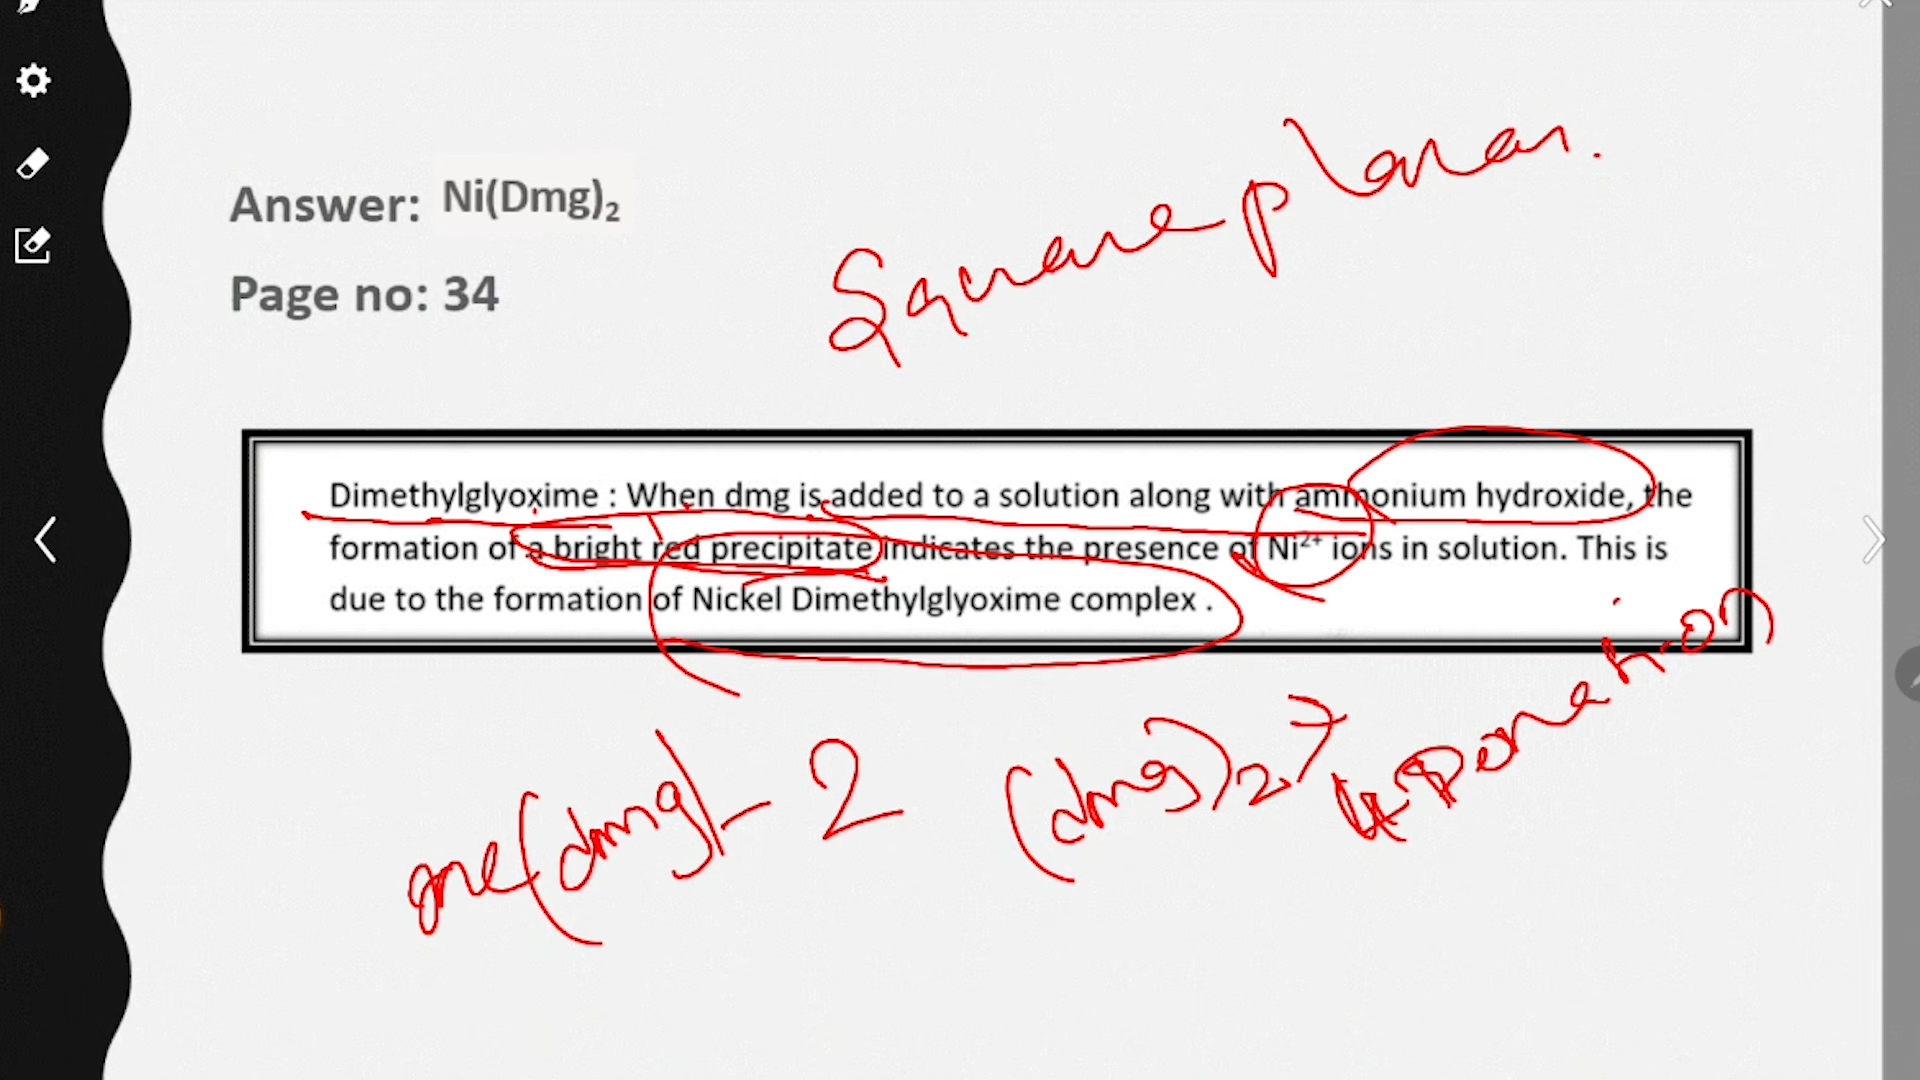 Answer: Ni(Dmg)₂
Square planar.
Page no: 34
Dimethylglyoxime : When dmg is added to a solution along with ammonium hydroxide, the
formation of a bright red precipitate indicates the presence of Ni²⁺ ions in solution. This is
due to the formation of Nickel Dimethylglyoxime complex .
(dmg) - 2 (dmg)₂